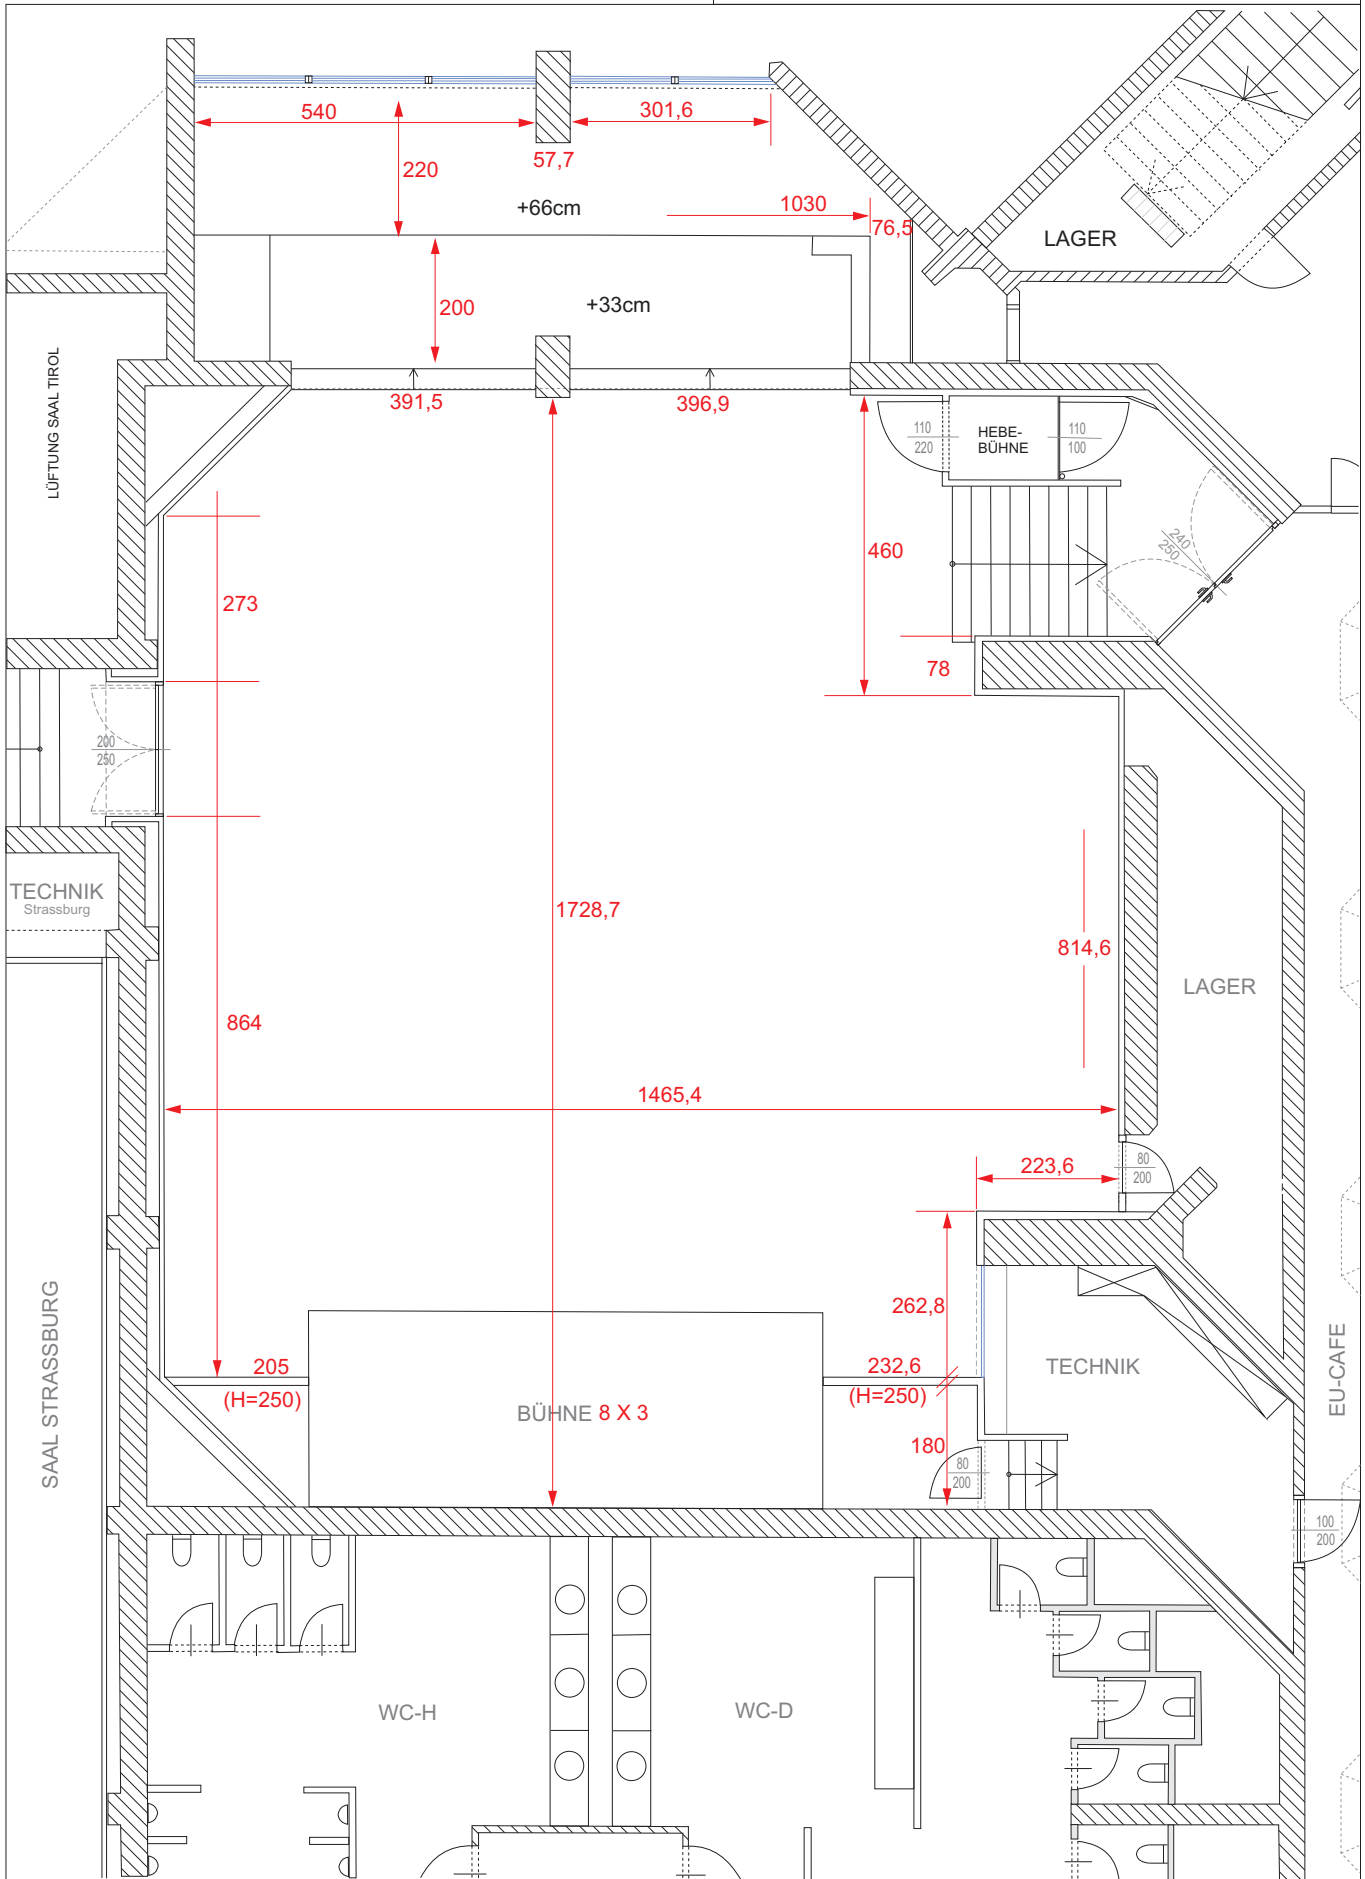 540
301,6
57,7
220
+66cm
1030
76,5
LAGER
200
+33cm
LÜFTUNG SAAL TIROL
391,5
396,9
110
220
HEBE-
BÜHNE
110
100
460
240
250
273
78
200
250
TECHNIK
Strassburg
1728,7
814,6
LAGER
864
1465,4
223,6
80
200
262,8
SAAL STRASSBURG
205
(H=250)
232,6
(H=250)
TECHNIK
EU-CAFE
BÜHNE 8 X 3
180
80
200
100
200
WC-H
WC-D